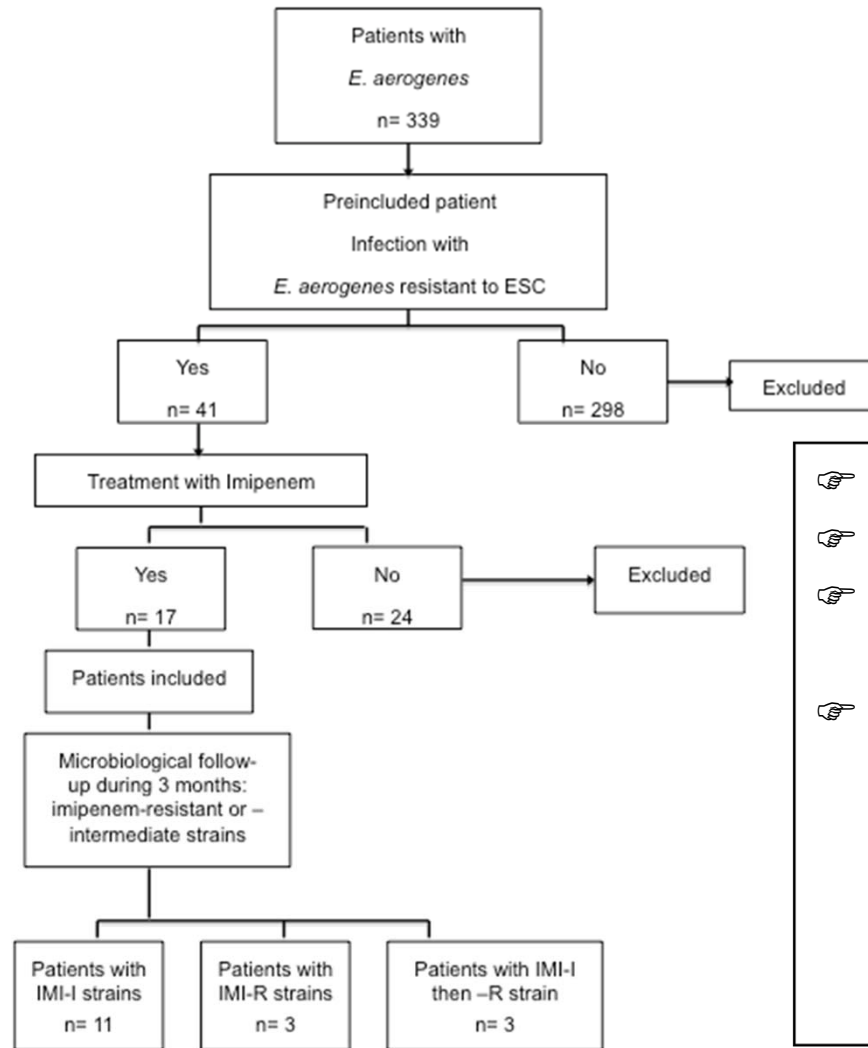 Patients with
E. aerogenes
n= 339
Preincluded patient
Infection with
E. aerogenes resistant to ESC
Yes
n= 41
No
n= 298
Excluded
Treatment with Imipenem
Yes
n= 17
No
n= 24
Excluded
Patients included
Microbiological follow-
up during 3 months:
imipenem-resistant or –
intermediate strains
Patients with
IMI-I strains
n= 11
Patients with
IMI-R strains
n= 3
Patients with IMI-I
then –R strain
n= 3